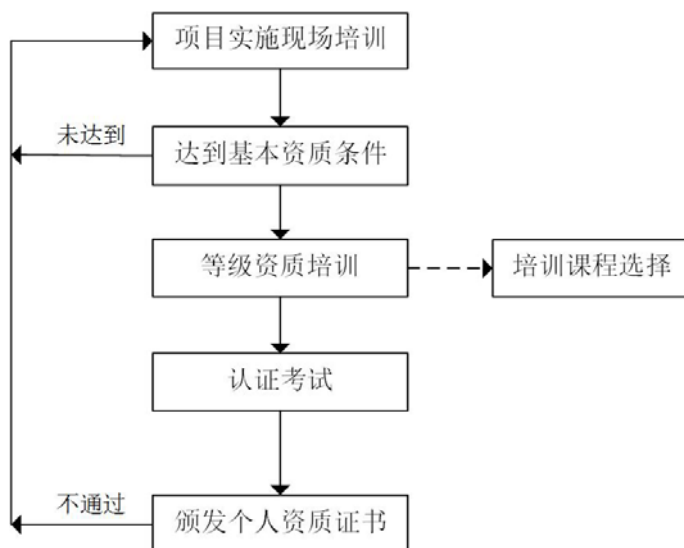 项目实施现场培训
未达到
达到基本资质条件
等级资质培训
培训课程选择
认证考试
不通过
颁发个人资质证书